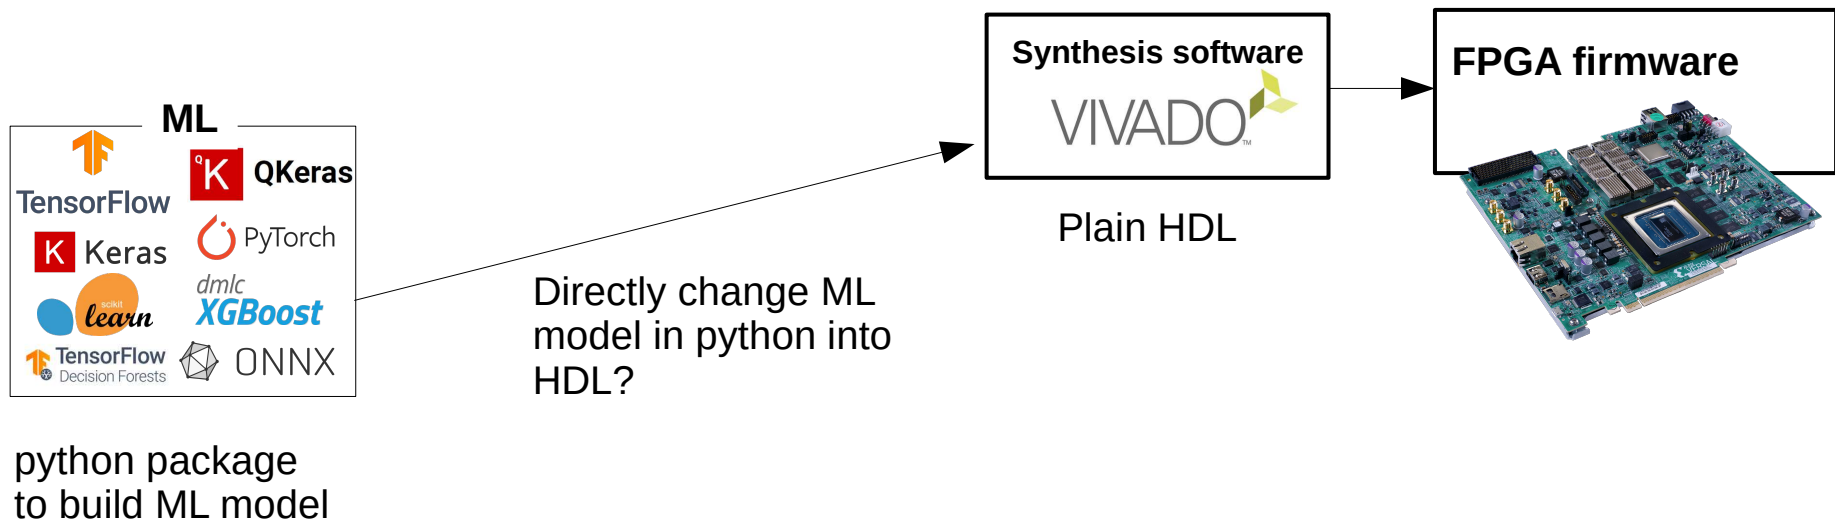 ML
TensorFlow
Q
K
QKeras
K
Keras
PyTorch
scikit
learn
dmlc
XGBoost
TensorFlow
Decision Forests
ONNX
python package
to build ML model
Directly change ML
model in python into
HDL?
Synthesis software
VIVADO™
Plain HDL
FPGA firmware